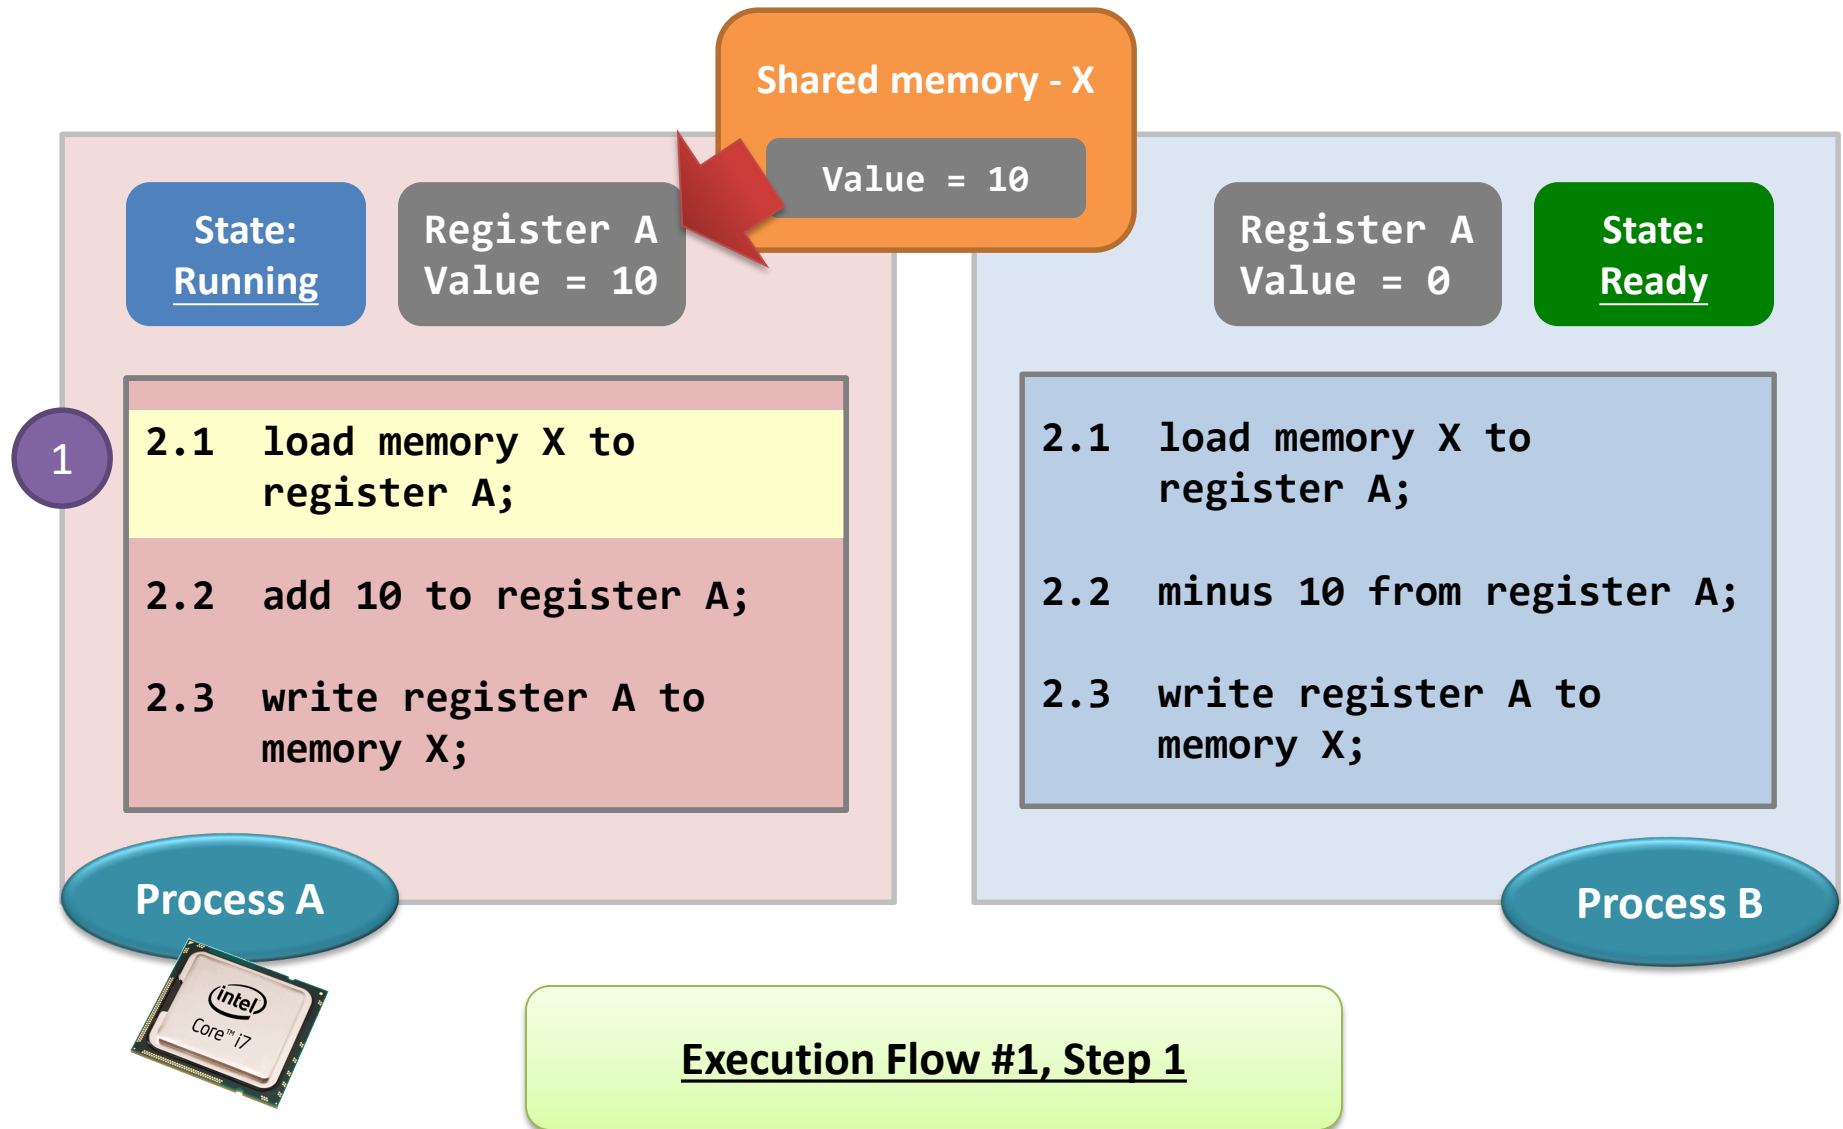 Shared memory - X
Value = 10
State:
Running
Register A
Value = 10
Register A
Value = 0
State:
Ready
1
2.1 load memory X to
register A;
2.2 add 10 to register A;
2.3 write register A to
memory X;
2.1 load memory X to
register A;
2.2 minus 10 from register A;
2.3 write register A to
memory X;
Process A
Process B
intel
Core™ i7
Execution Flow #1, Step 1